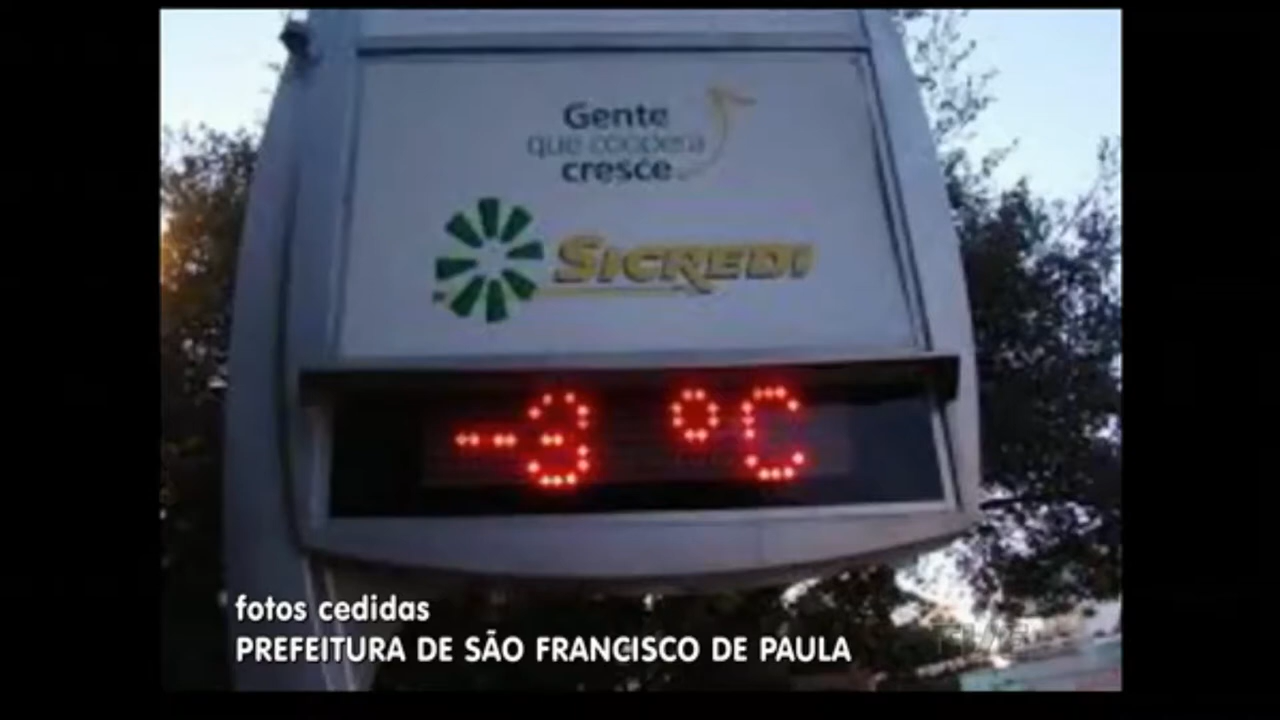 Gente
que coopera
cresce.
SICREDI
-3 °C
fotos cedidas
PREFEITURA DE SÃO FRANCISCO DE PAULA